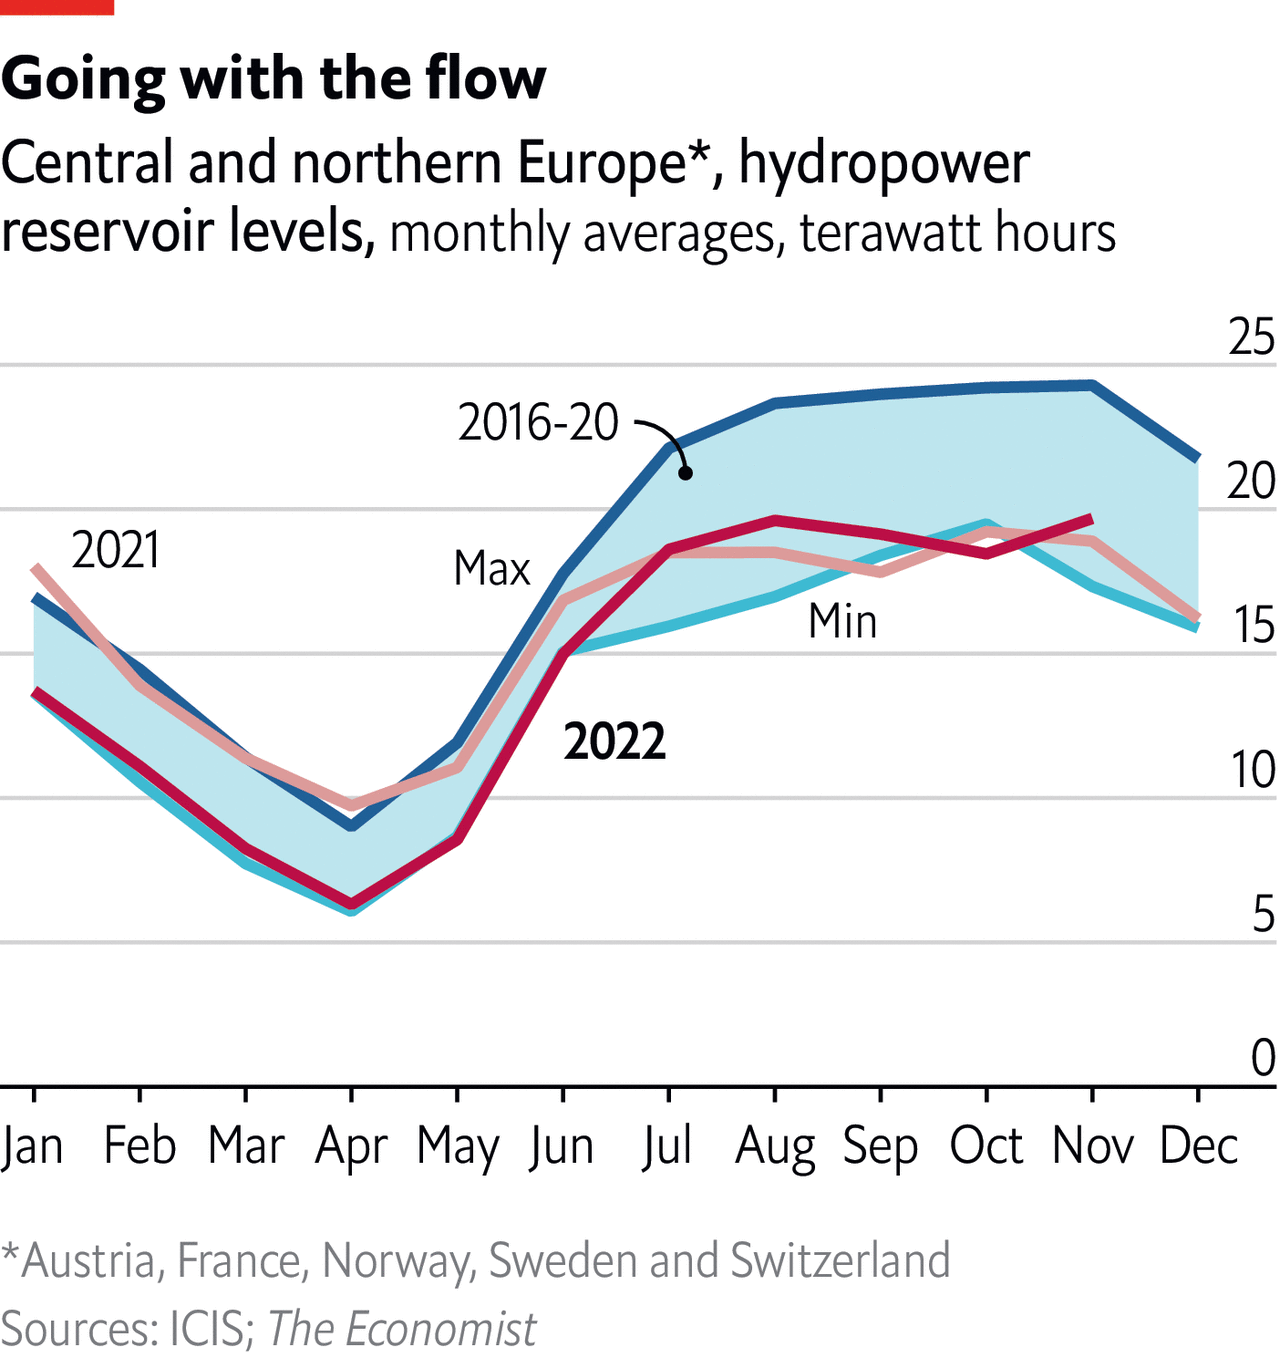 Going with the flow
Central and northern Europe*, hydropower
reservoir levels, monthly averages, terawatt hours
25
2016-20
20
2021
Max
Min
15
2022
10
5
0
Jan Feb Mar Apr May Jun Jul Aug Sep Oct Nov Dec
*Austria, France, Norway, Sweden and Switzerland
Sources: ICIS; The Economist